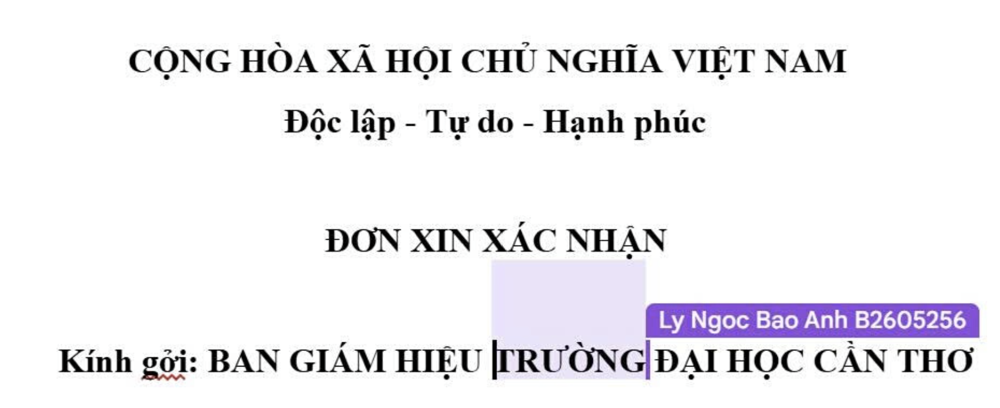 CỘNG HÒA XÃ HỘI CHỦ NGHĨA VIỆT NAM
Độc lập - Tự do - Hạnh phúc
ĐƠN XIN XÁC NHẬN
Ly Ngoc Bao Anh B2605256
Kính gởi: BAN GIÁM HIỆU TRƯỜNG ĐẠI HỌC CẦN THƠ